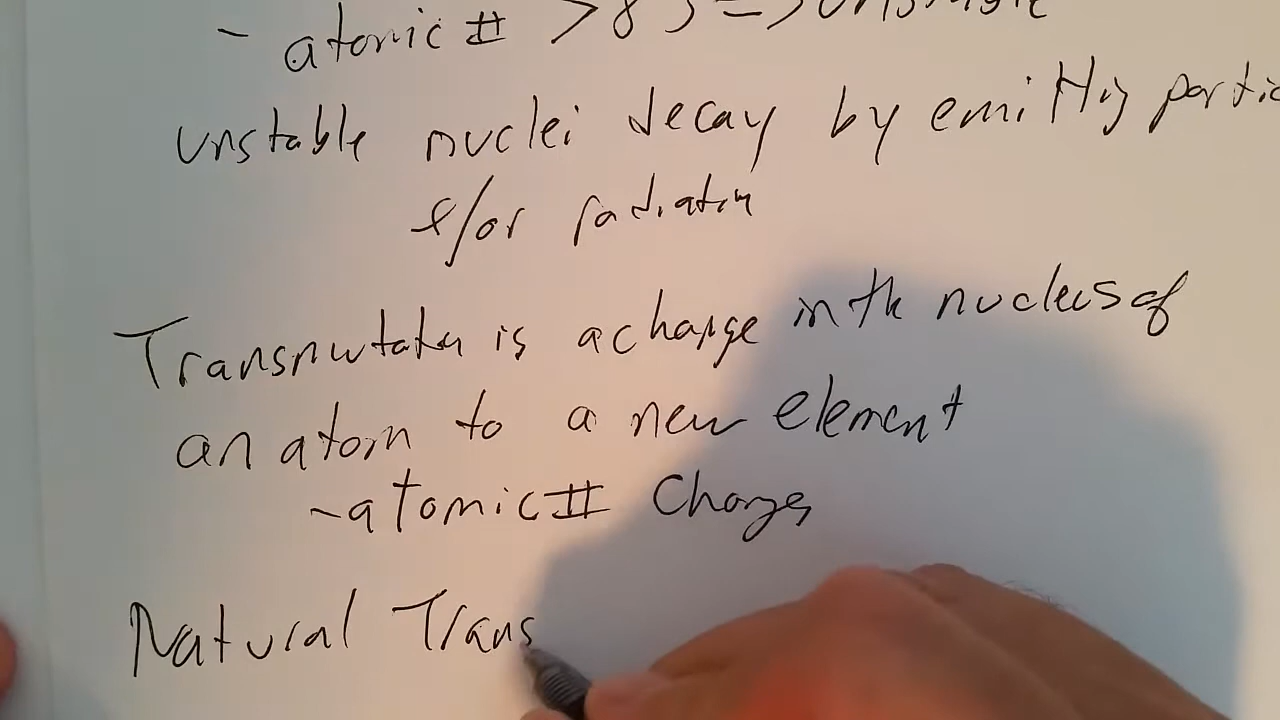 - atomic # >83 => unstable
unstable nuclei decay by emitting partic
&/or radiation
Transmutation is a change in the nucleus of
an atom to a new element
- atomic # changes
Natural Trans